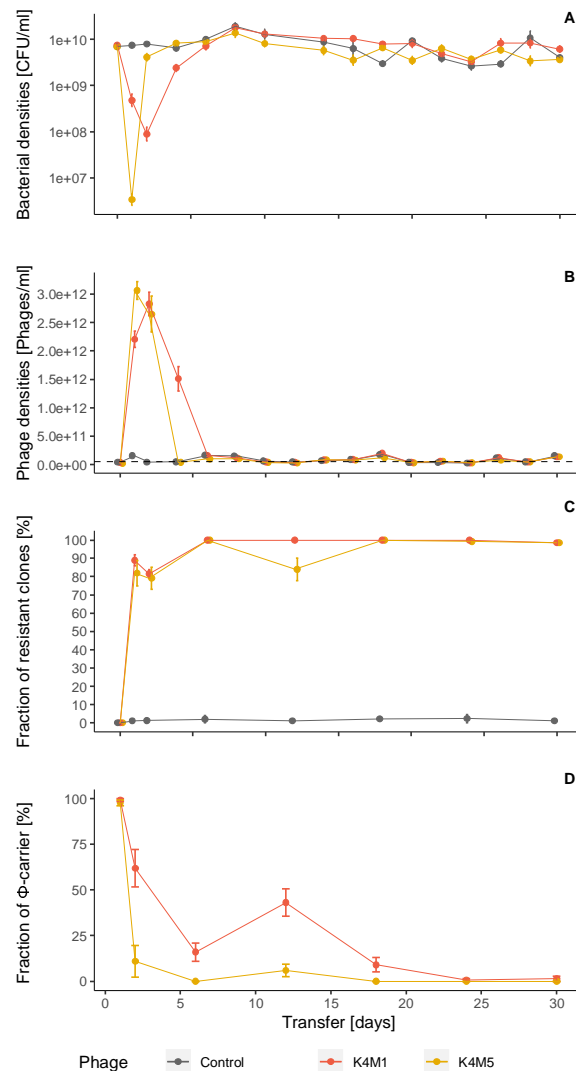 A
Bacterial densities [CFU/ml]
1e+10
1e+09
1e+08
1e+07
B
Phage densities [Phages/ml]
3.0e+12
2.5e+12
2.0e+12
1.5e+12
1.0e+12
5.0e+11
0.0e+00
C
Fraction of resistant clones [%]
100
90
80
70
60
50
40
30
20
10
0
D
Fraction of Φ-carrier [%]
100
75
50
25
0
0 5 10 15 20 25 30
Transfer [days]
Phage Control K4M1 K4M5